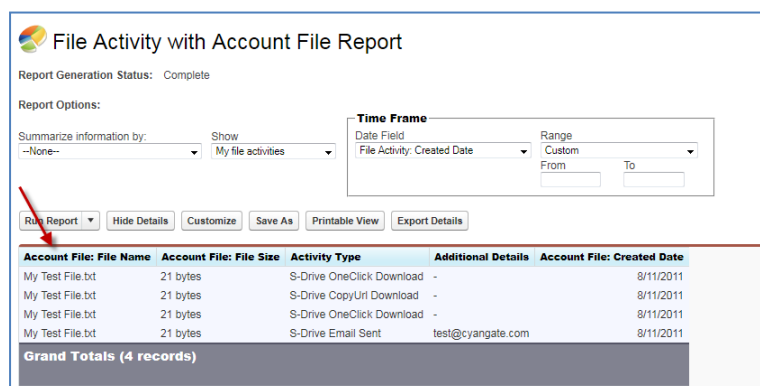 File Activity with Account File Report
Report Generation Status: Complete
Report Options:
Time Frame
Summarize information by: Show Date Field Range
--None-- My file activities File Activity: Created Date Custom
From To
Run Report Hide Details Customize Save As Printable View Export Details
Account File: File Name Account File: File Size Activity Type Additional Details Account File: Created Date
My Test File.txt 21 bytes S-Drive OneClick Download - 8/11/2011
My Test File.txt 21 bytes S-Drive CopyUrl Download - 8/11/2011
My Test File.txt 21 bytes S-Drive OneClick Download - 8/11/2011
My Test File.txt 21 bytes S-Drive Email Sent test@cyangate.com 8/11/2011
Grand Totals (4 records)